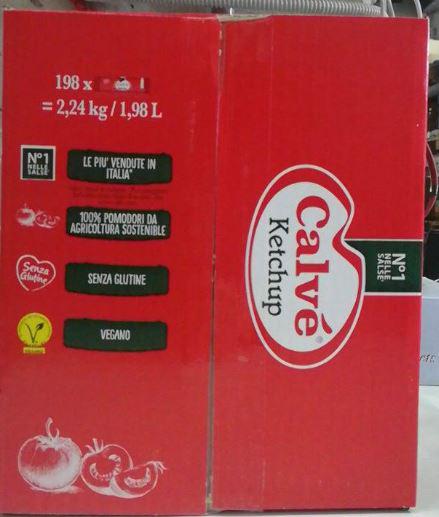 198 x
= 2,24 kg / 1,98 L
N°1
NELLE
SALSE
LE PIU' VENDUTE IN
ITALIA*
100% POMODORI DA
AGRICOLTURA SOSTENIBILE
Senza
Glutine
SENZA GLUTINE
VEGANO
Calvé
Ketchup
N°1
NELLE
SALSE